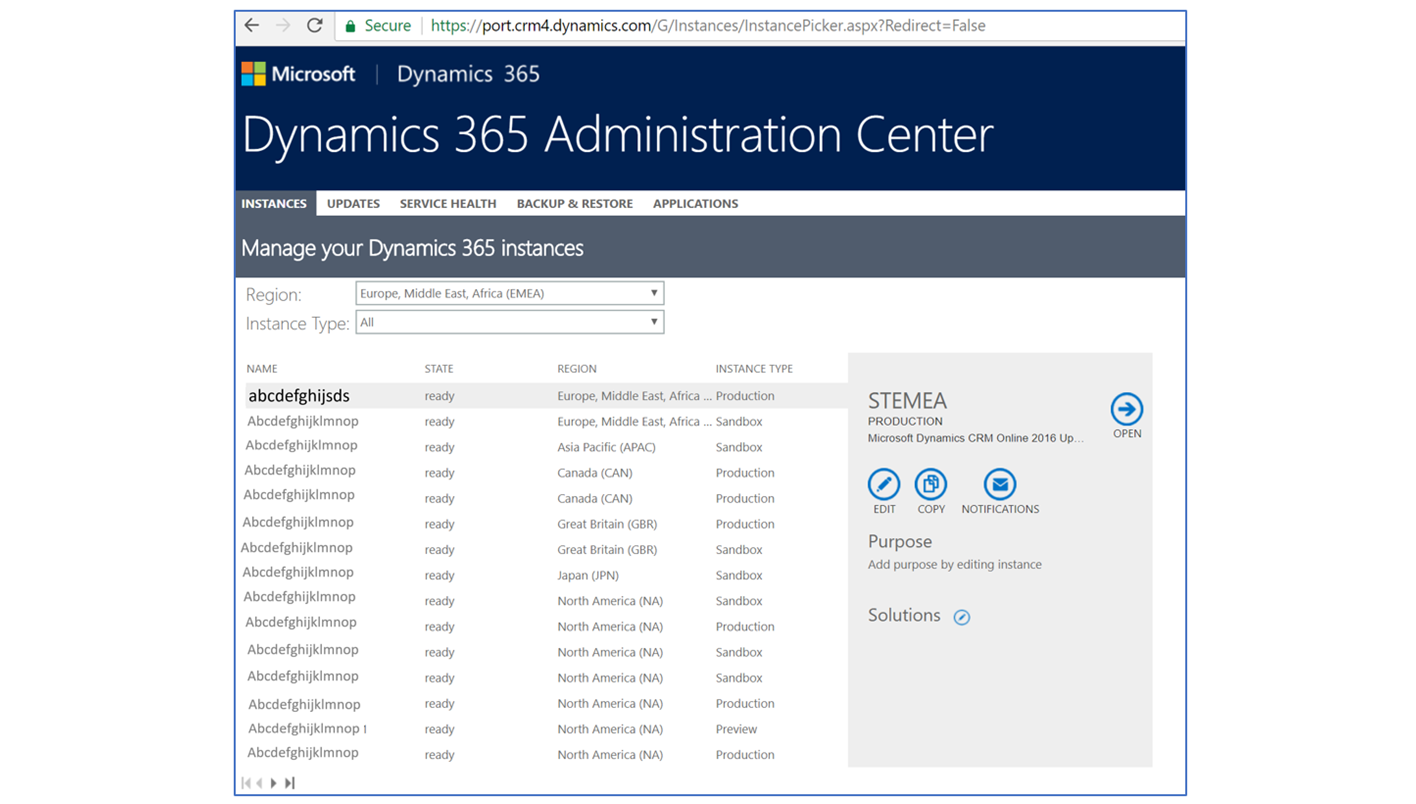 Secure https://port.crm4.dynamics.com/G/Instances/InstancePicker.aspx?Redirect=False
Microsoft | Dynamics 365
Dynamics 365 Administration Center
INSTANCES UPDATES SERVICE HEALTH BACKUP & RESTORE APPLICATIONS
Manage your Dynamics 365 instances
Region: Europe, Middle East, Africa (EMEA)
Instance Type: All
NAME STATE REGION INSTANCE TYPE
abcdefghijsds ready Europe, Middle East, Africa ... Production
Abcdefghijklmnop ready Europe, Middle East, Africa ... Sandbox
Abcdefghijklmnop ready Asia Pacific (APAC) Sandbox
Abcdefghijklmnop ready Canada (CAN) Production
Abcdefghijklmnop ready Canada (CAN) Production
Abcdefghijklmnop ready Great Britain (GBR) Production
Abcdefghijklmnop ready Great Britain (GBR) Sandbox
Abcdefghijklmnop ready Japan (JPN) Sandbox
Abcdefghijklmnop ready North America (NA) Sandbox
Abcdefghijklmnop ready North America (NA) Production
Abcdefghijklmnop ready North America (NA) Sandbox
Abcdefghijklmnop ready North America (NA) Sandbox
Abcdefghijklmnop ready North America (NA) Production
Abcdefghijklmnop 1 ready North America (NA) Preview
Abcdefghijklmnop ready North America (NA) Production
STEMEA
PRODUCTION
Microsoft Dynamics CRM Online 2016 Up...
OPEN
EDIT COPY NOTIFICATIONS
Purpose
Add purpose by editing instance
Solutions